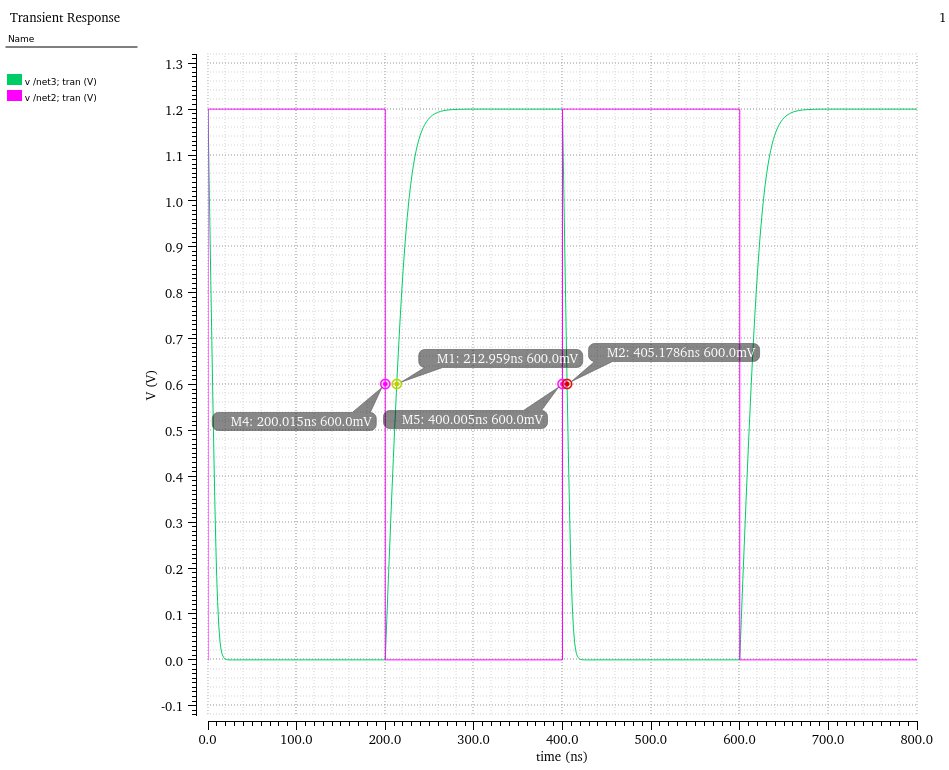 Transient Response
1
Name
v /net3; tran (V)
v /net2; tran (V)
1.3
1.2
1.1
1.0
0.9
0.8
0.7
0.6
0.5
0.4
0.3
0.2
0.1
0.0
-0.1
V (V)
M1: 212.959ns 600.0mV
M2: 405.1786ns 600.0mV
M4: 200.015ns 600.0mV
M5: 400.005ns 600.0mV
0.0 100.0 200.0 300.0 400.0 500.0 600.0 700.0 800.0
time (ns)